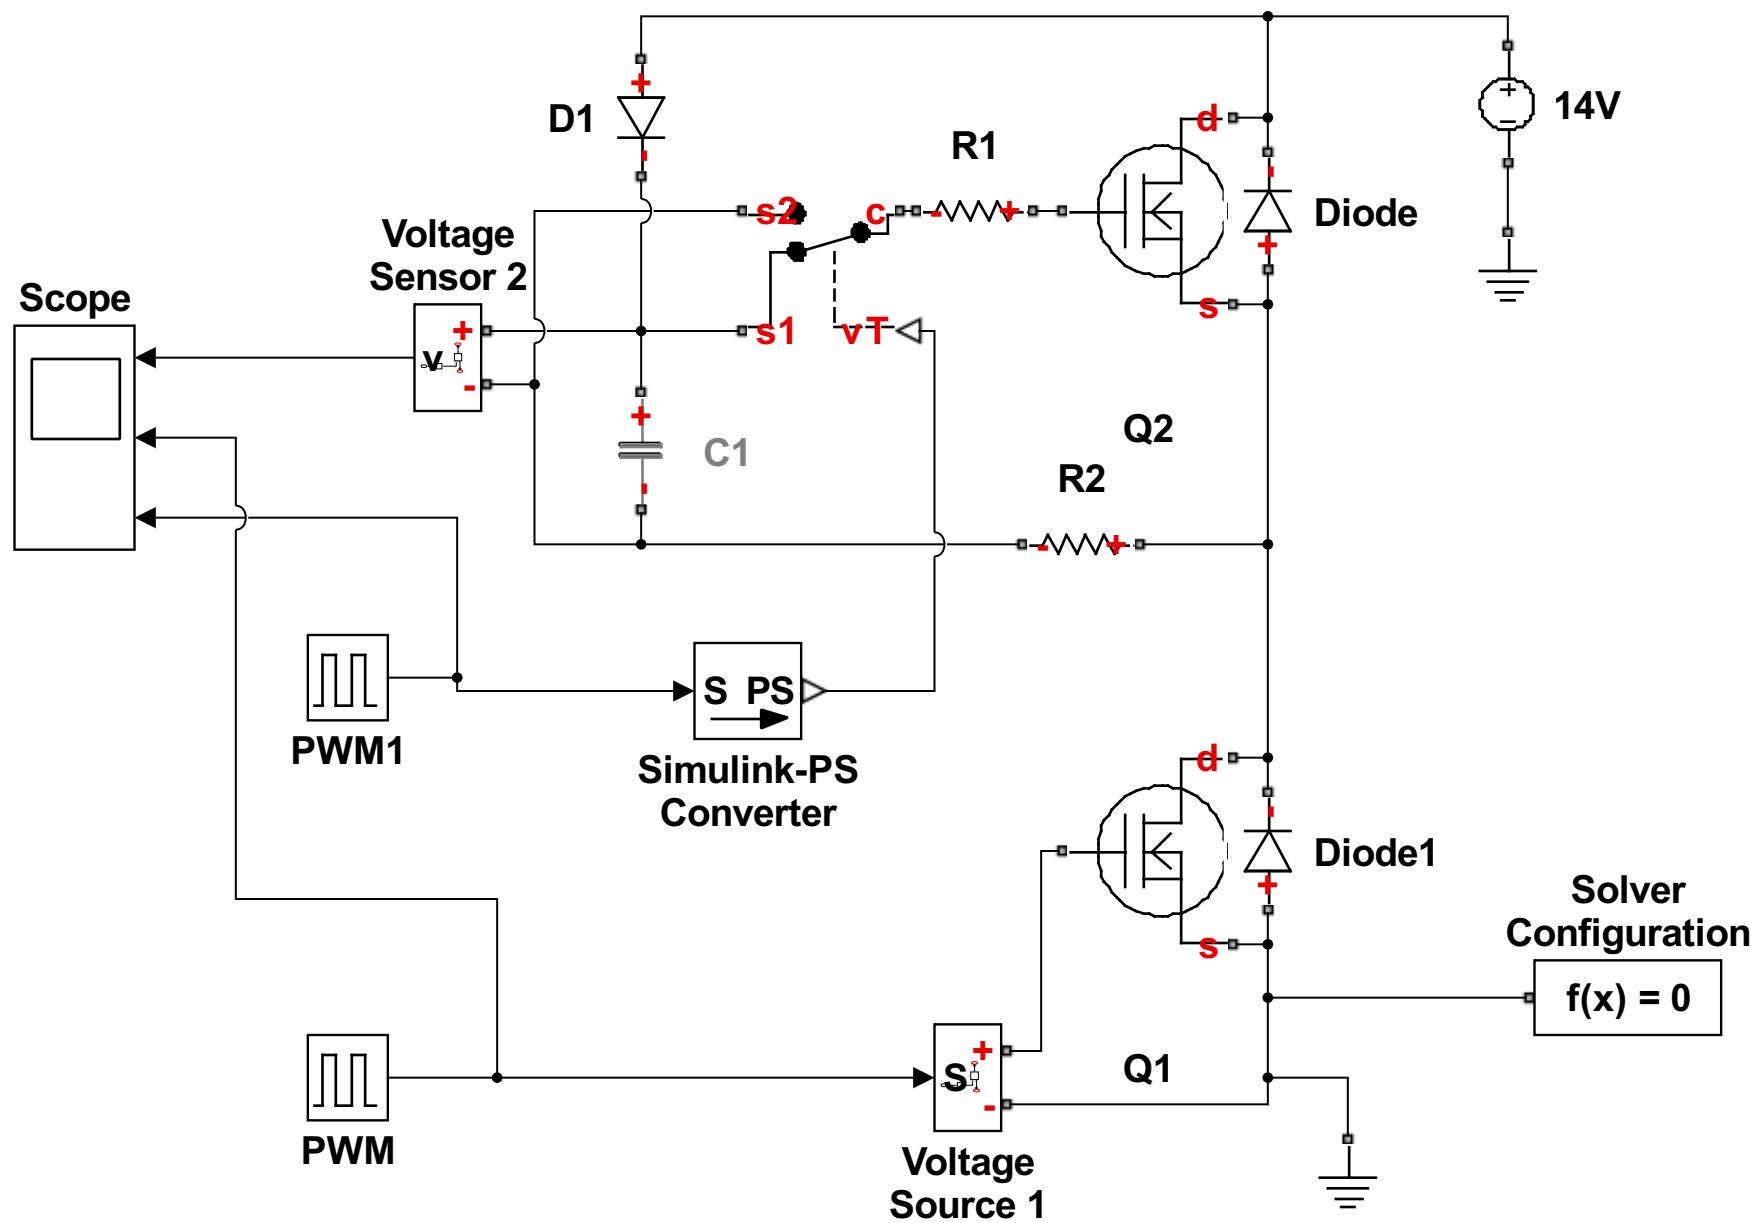 +
D1
-
+
-
14V
d
R1
-
Diode
+
s2
c
-
+
Voltage
Sensor 2
Scope
+
v
-
s1
vT
s
+
C1
-
Q2
R2
-
+
PWM1
S PS
Simulink-PS
Converter
d
-
Diode1
+
s
Solver
Configuration
f(x) = 0
+
S
-
Q1
PWM
Voltage
Source 1